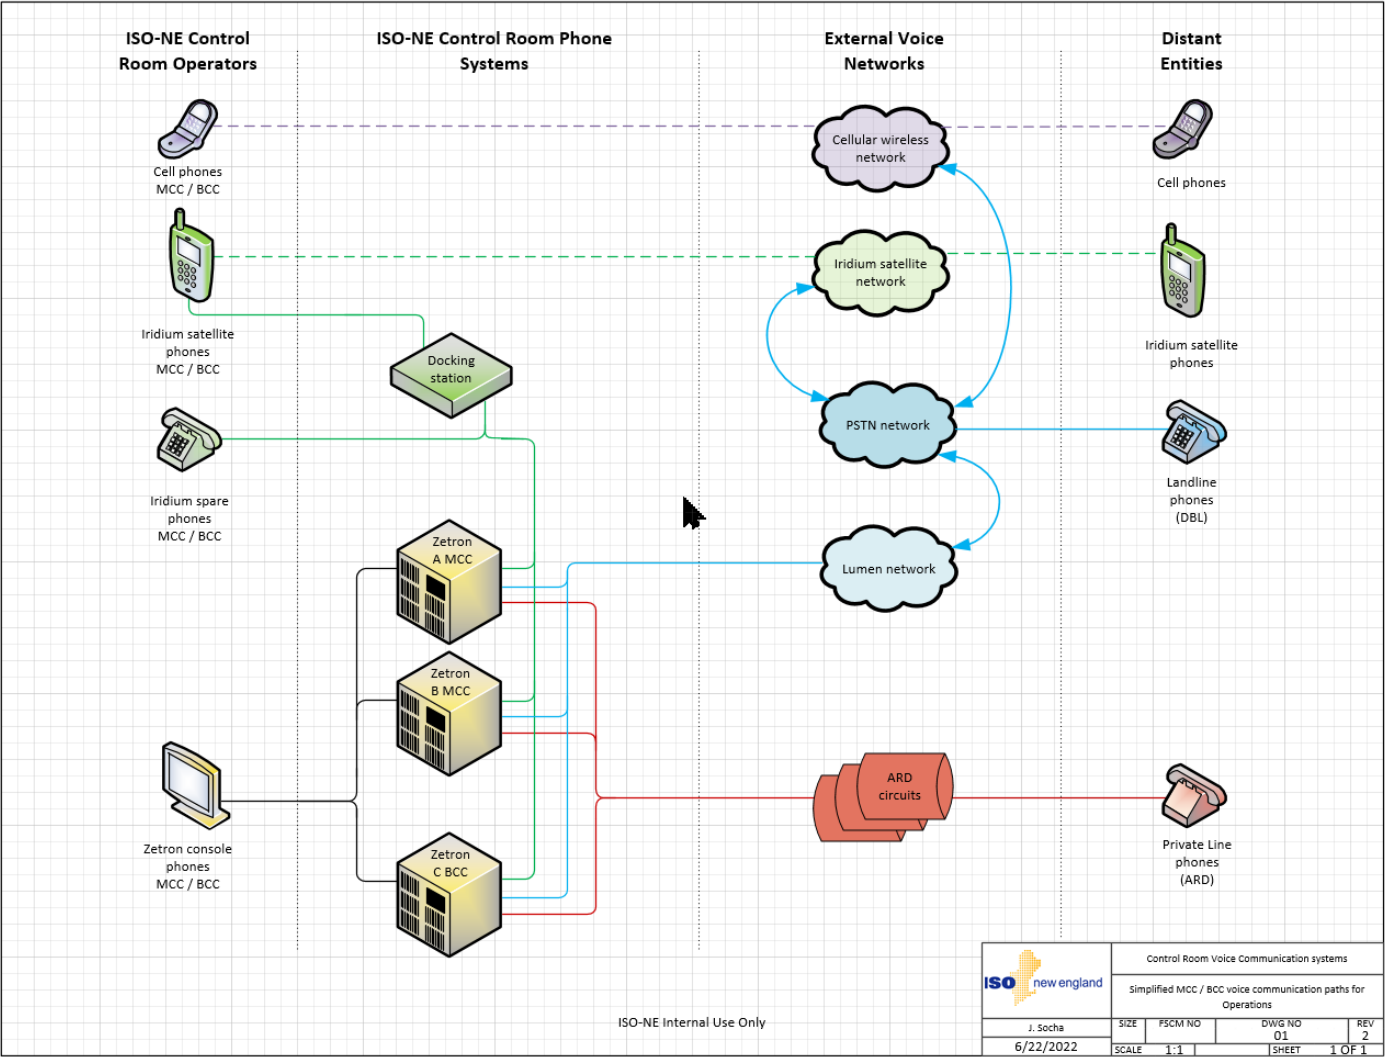 ISO-NE Control
Room Operators
ISO-NE Control Room Phone
Systems
External Voice
Networks
Distant
Entities
Cell phones
MCC / BCC
Cellular wireless
network
Cell phones
Iridium satellite
phones
MCC / BCC
Docking
station
Iridium satellite
network
Iridium satellite
phones
Iridium spare
phones
MCC / BCC
PSTN network
Landline
phones
(DBL)
Zetron
A MCC
Lumen network
Zetron
B MCC
Zetron console
phones
MCC / BCC
Zetron
C BCC
ARD
circuits
Private Line
phones
(ARD)
ISO-NE Internal Use Only
ISO new england
Control Room Voice Communication systems
Simplified MCC / BCC voice communication paths for
Operations
J. Socha
6/22/2022
SIZE FSCM NO DWG NO REV
01 2
SCALE 1:1 SHEET 1 OF 1